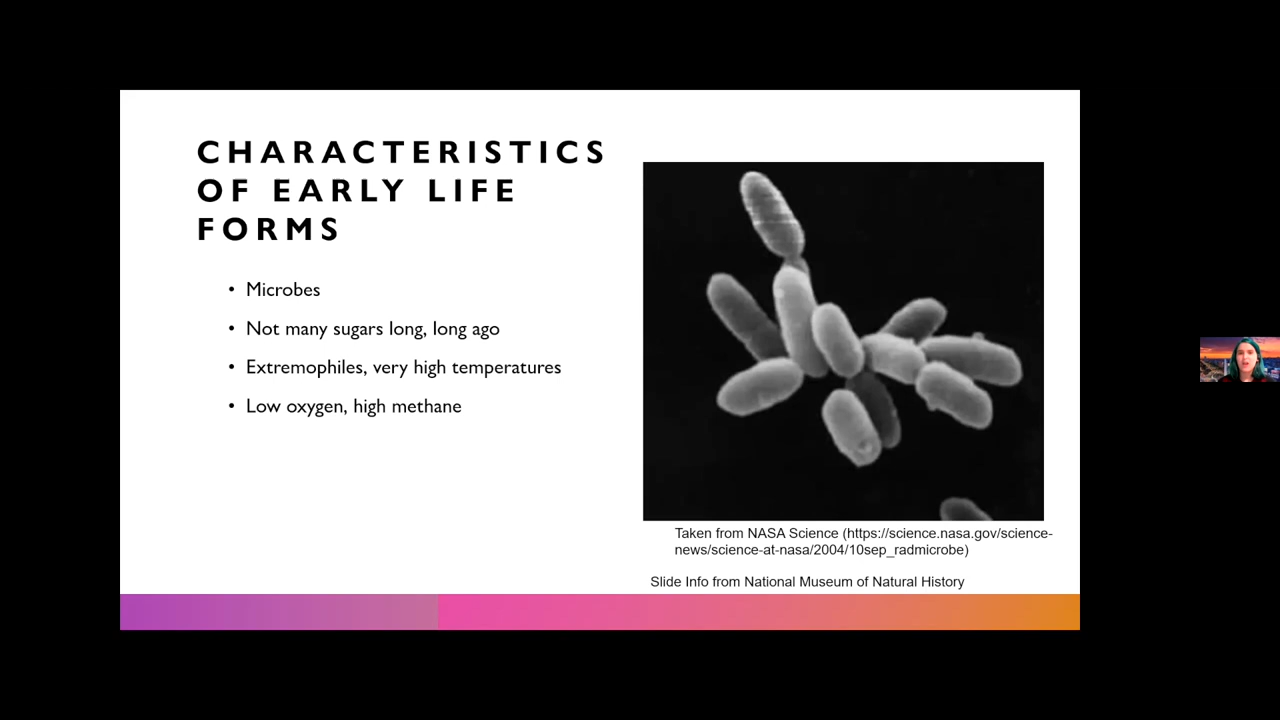 CHARACTERISTICS
OF EARLY LIFE
FORMS
• Microbes
• Not many sugars long, long ago
• Extremophiles, very high temperatures
• Low oxygen, high methane
Taken from NASA Science (https://science.nasa.gov/science-
news/science-at-nasa/2004/10sep_radmicrobe)
Slide Info from National Museum of Natural History